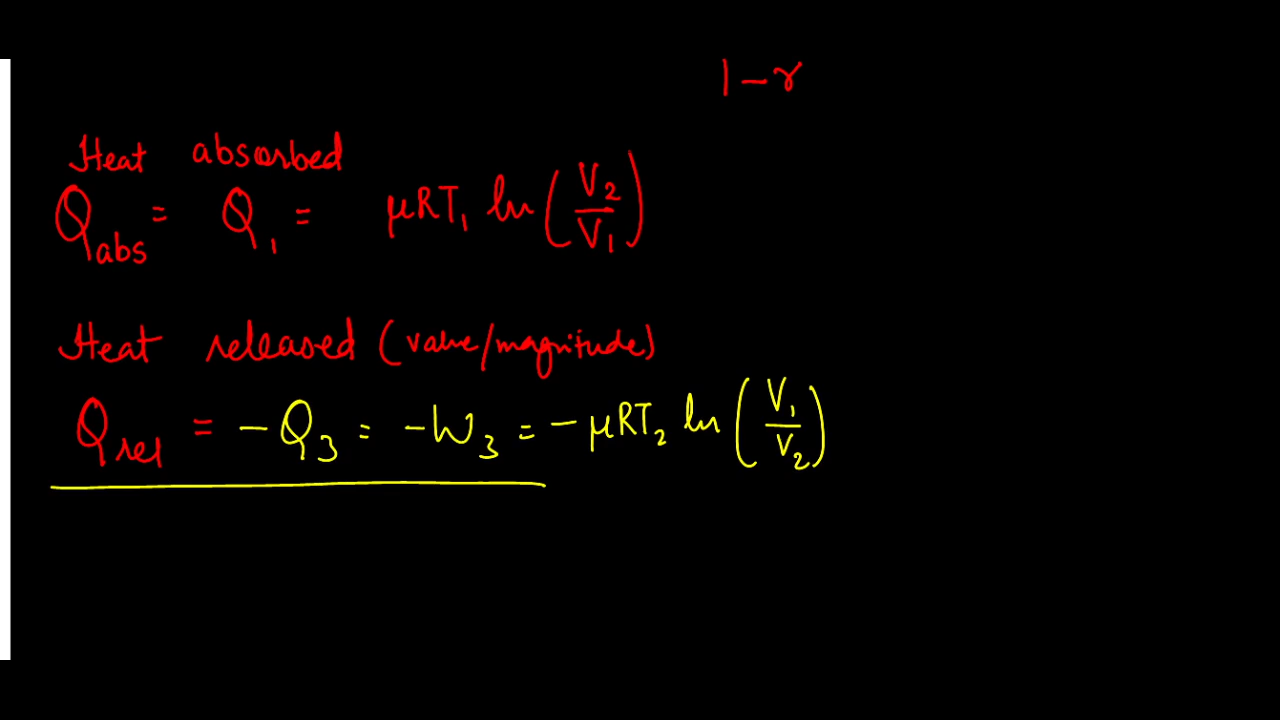 1-γ
Heat absorbed
Q_abs = Q_1 = μRT_1 ln(V_2/V_1)
Heat released (value/magnitude)
Q_rel = -Q_3 = -W_3 = -μRT_2 ln(V_1/V_2)